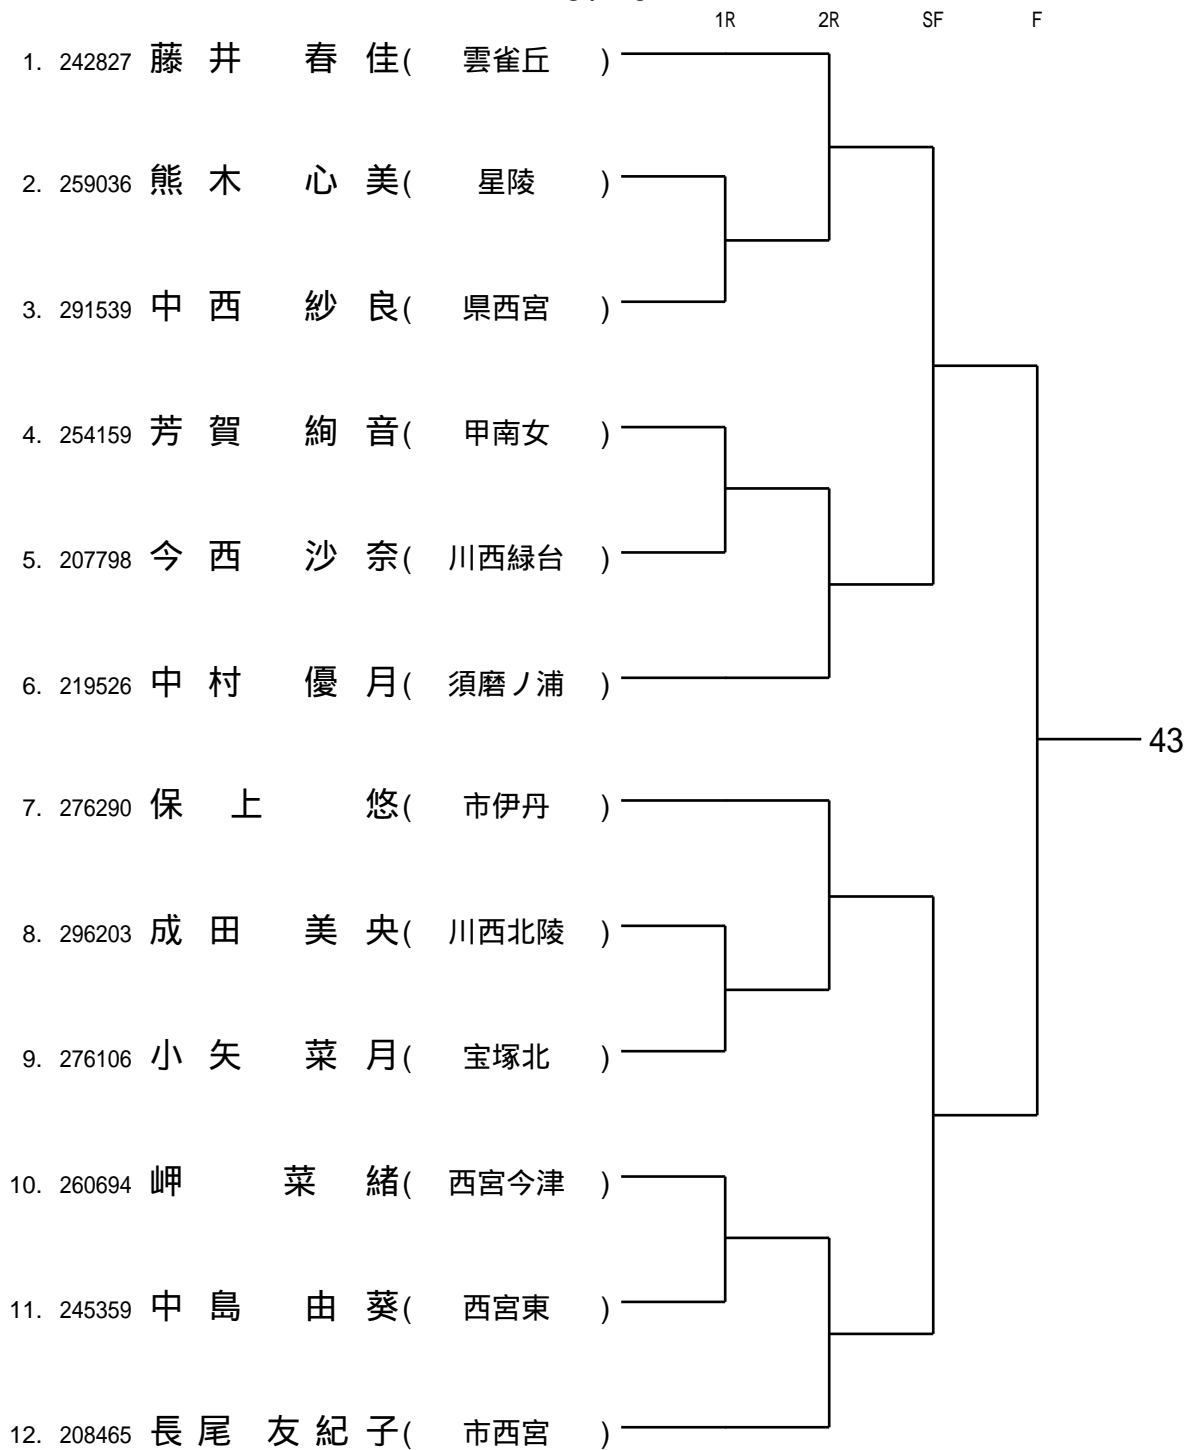 1R 2R SF F
1. 242827 藤井 春佳( 雲雀丘 )
2. 259036 熊木 心美( 星陵 )
3. 291539 中西 紗良( 県西宮 )
4. 254159 芳賀 絢音( 甲南女 )
5. 207798 今西 沙奈( 川西緑台 )
6. 219526 中村 優月( 須磨ノ浦 )
43
7. 276290 保上 悠( 市伊丹 )
8. 296203 成田 美央( 川西北陵 )
9. 276106 小矢 菜月( 宝塚北 )
10. 260694 岬 菜緒( 西宮今津 )
11. 245359 中島 由葵( 西宮東 )
12. 208465 長尾 友紀子( 市西宮 )